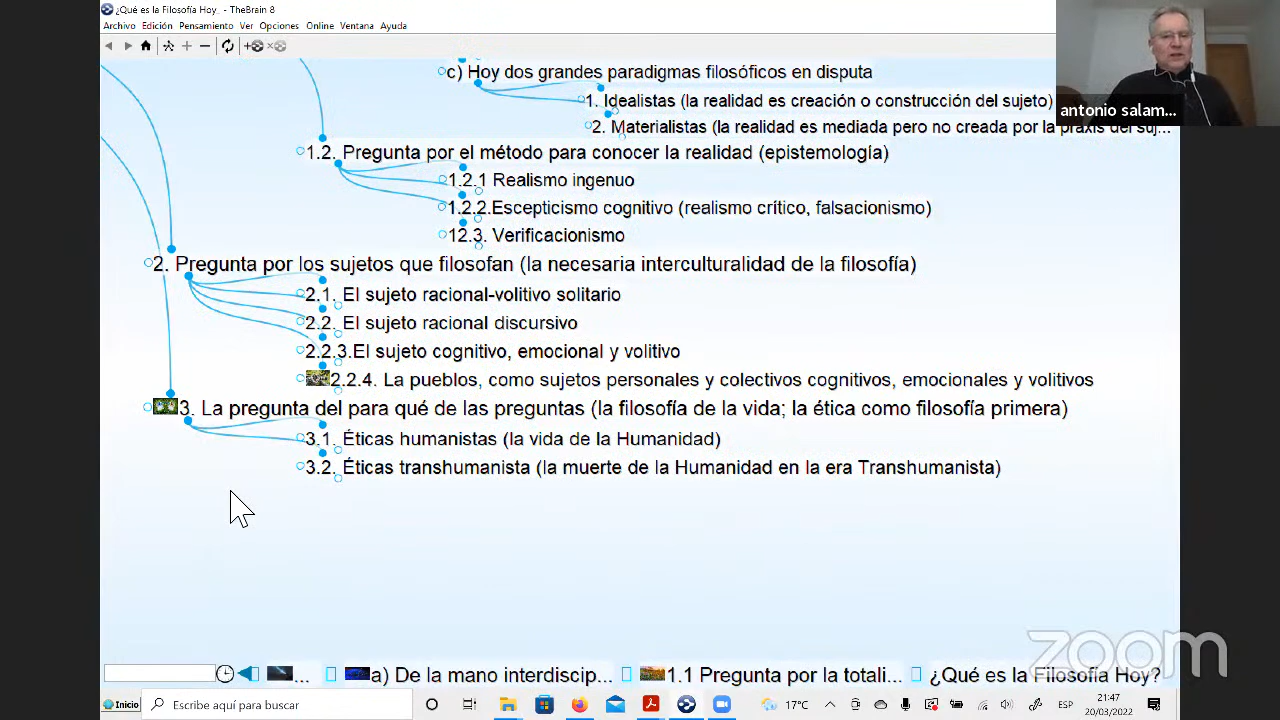 ¿Qué es la Filosofía Hoy_ - TheBrain 8
Archivo Edición Pensamiento Ver Opciones Online Ventana Ayuda
antonio salam...
c) Hoy dos grandes paradigmas filosóficos en disputa
1. Idealistas (la realidad es creación o construcción del sujeto)
2. Materialistas (la realidad es mediada pero no creada por la praxis del suj...
1.2. Pregunta por el método para conocer la realidad (epistemología)
1.2.1 Realismo ingenuo
1.2.2.Escepticismo cognitivo (realismo crítico, falsacionismo)
12.3. Verificacionismo
2. Pregunta por los sujetos que filosofan (la necesaria interculturalidad de la filosofía)
2.1. El sujeto racional-volitivo solitario
2.2. El sujeto racional discursivo
2.2.3.El sujeto cognitivo, emocional y volitivo
2.2.4. La pueblos, como sujetos personales y colectivos cognitivos, emocionales y volitivos
3. La pregunta del para qué de las preguntas (la filosofía de la vida; la ética como filosofía primera)
3.1. Éticas humanistas (la vida de la Humanidad)
3.2. Éticas transhumanista (la muerte de la Humanidad en la era Transhumanista)
zoom
... a) De la mano interdiscip... 1.1 Pregunta por la totali... ¿Qué es la Filosofía Hoy?
Inicio Escribe aquí para buscar 17°C ESP 21:47
20/03/2022